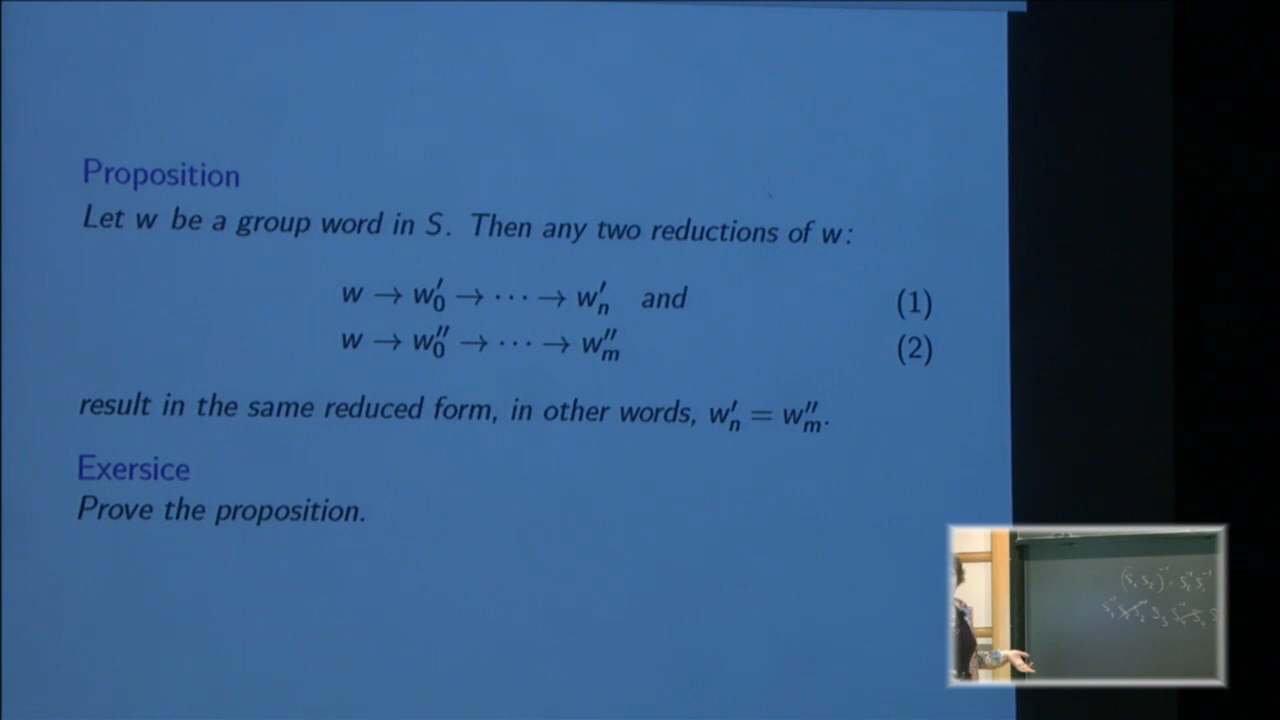 Proposition
Let w be a group word in S. Then any two reductions of w:
w → w′₀ → ⋯ → w′ₙ and (1)
w → w″₀ → ⋯ → w″ₘ (2)
result in the same reduced form, in other words, w′ₙ = w″ₘ.
Exersice
Prove the proposition.